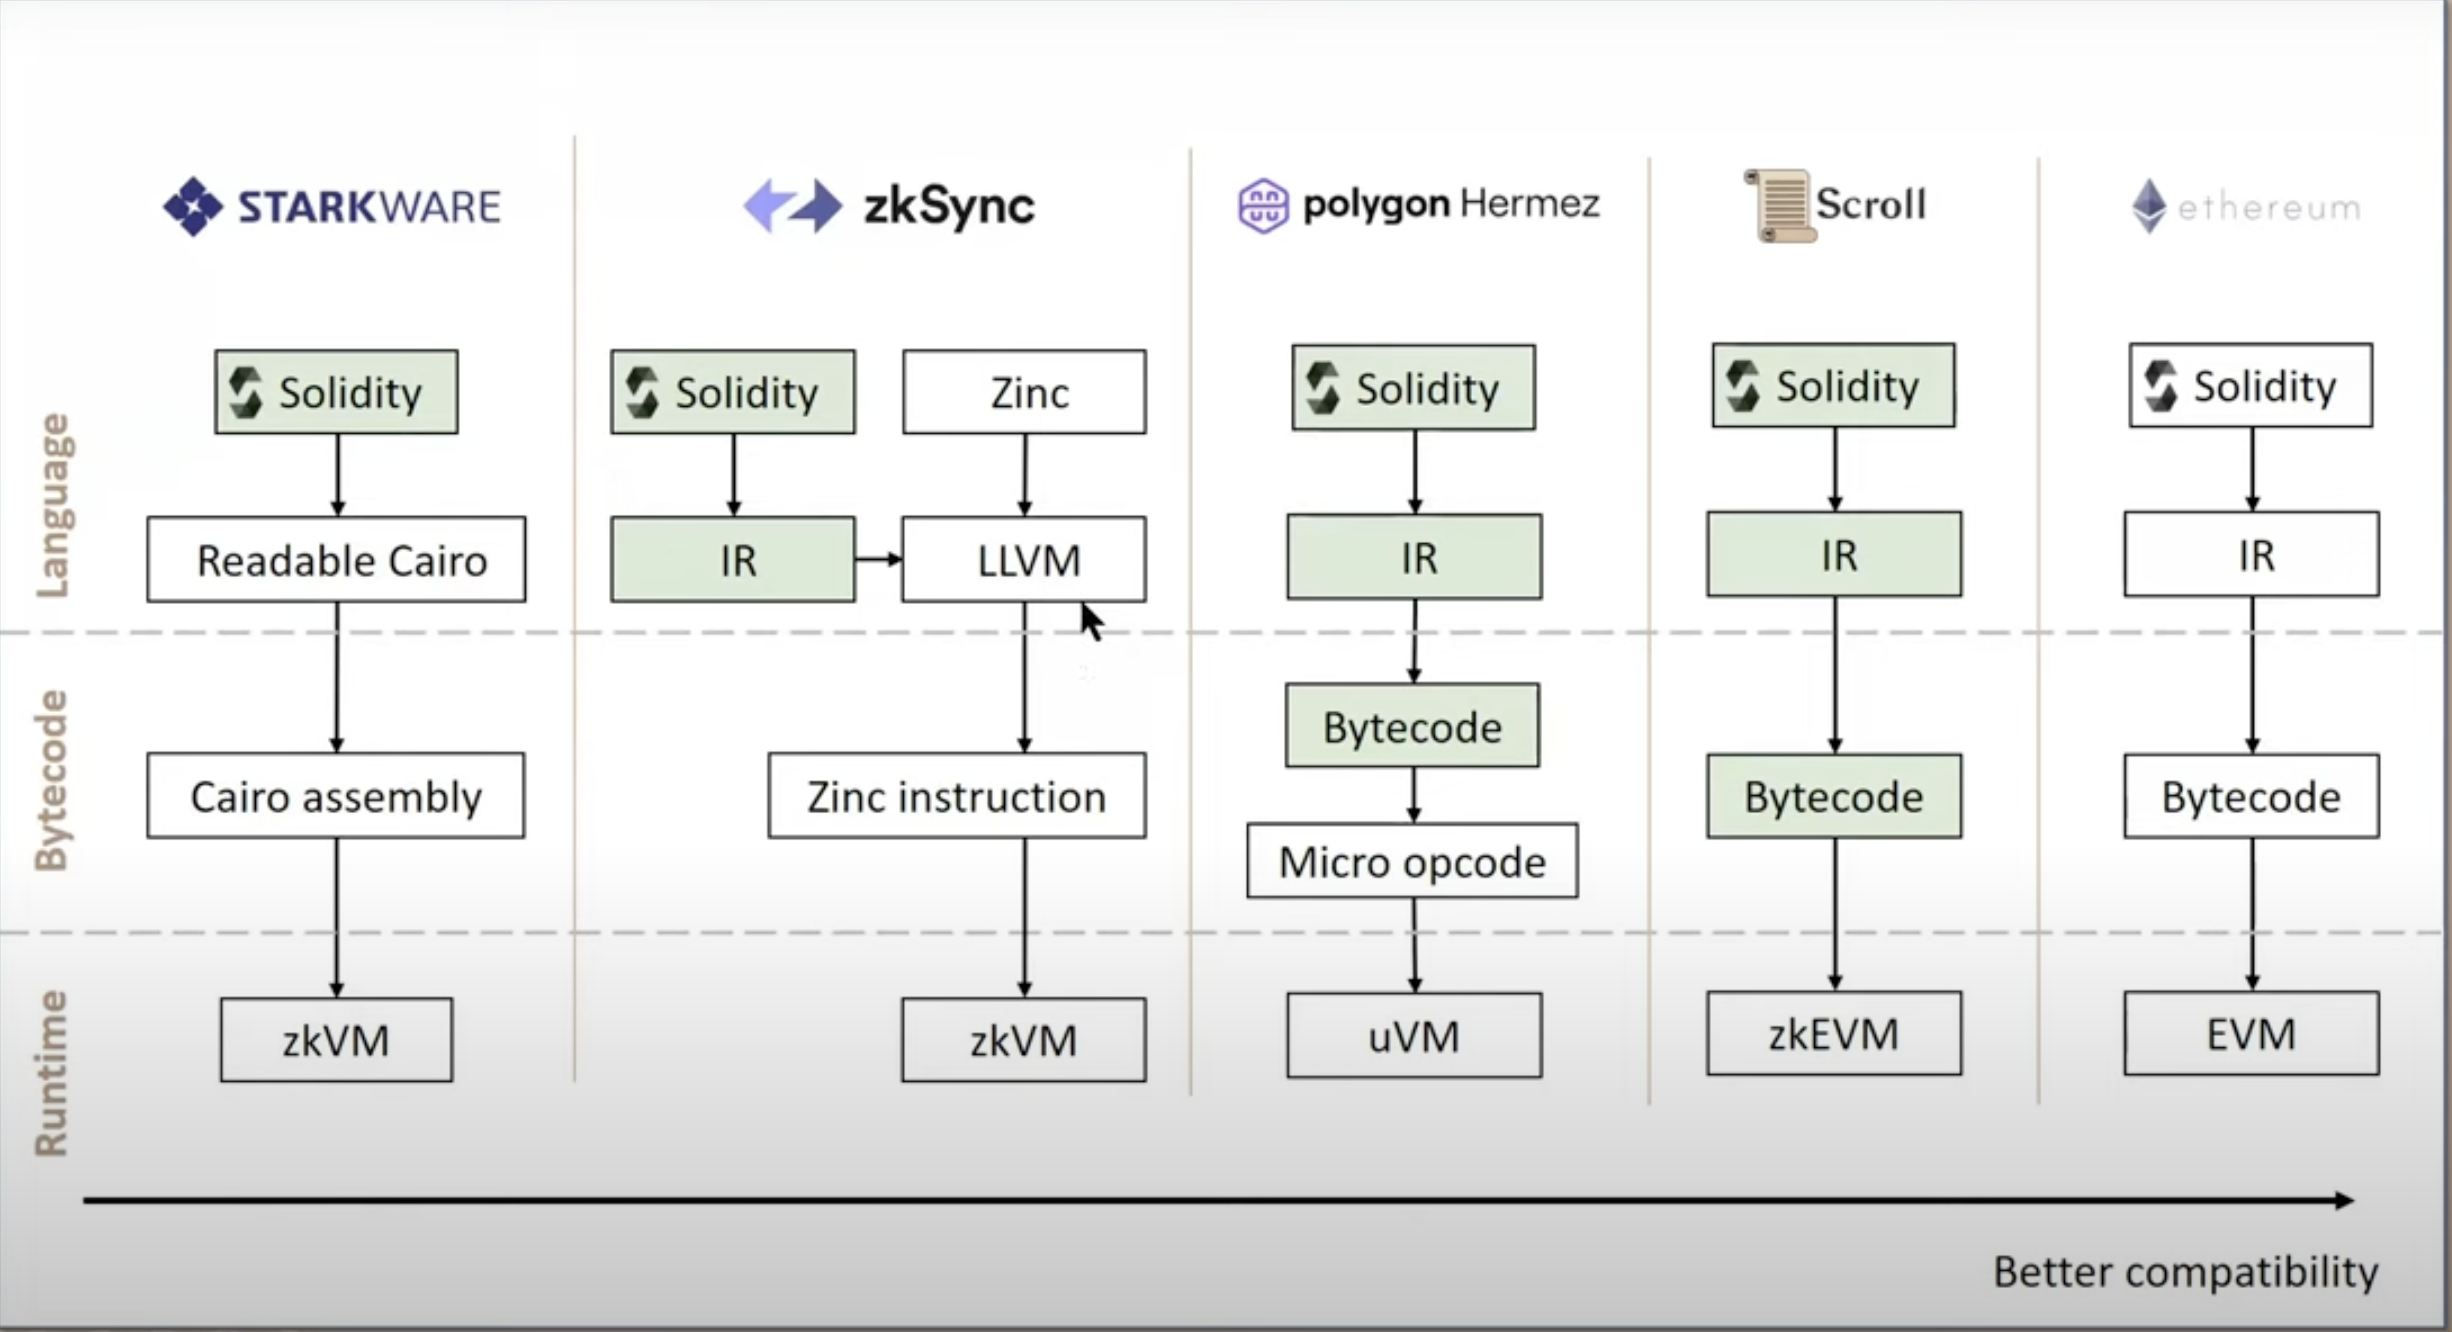 STARKWARE
zkSync
polygon Hermez
Scroll
ethereum
Language
Solidity
Solidity
Zinc
Solidity
Solidity
Solidity
Readable Cairo
IR
LLVM
IR
IR
IR
Bytecode
Cairo assembly
Zinc instruction
Bytecode
Micro opcode
Bytecode
Bytecode
Runtime
zkVM
zkVM
uVM
zkEVM
EVM
Better compatibility